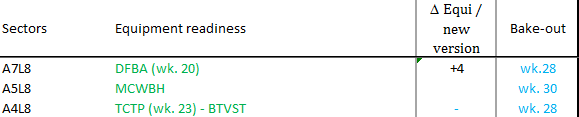 Sectors Equipment readiness Δ Equi / new version Bake-out
A7L8 DFBA (wk. 20) +4 wk.28
A5L8 MCWBH wk. 30
A4L8 TCTP (wk. 23) - BTVST - wk. 28